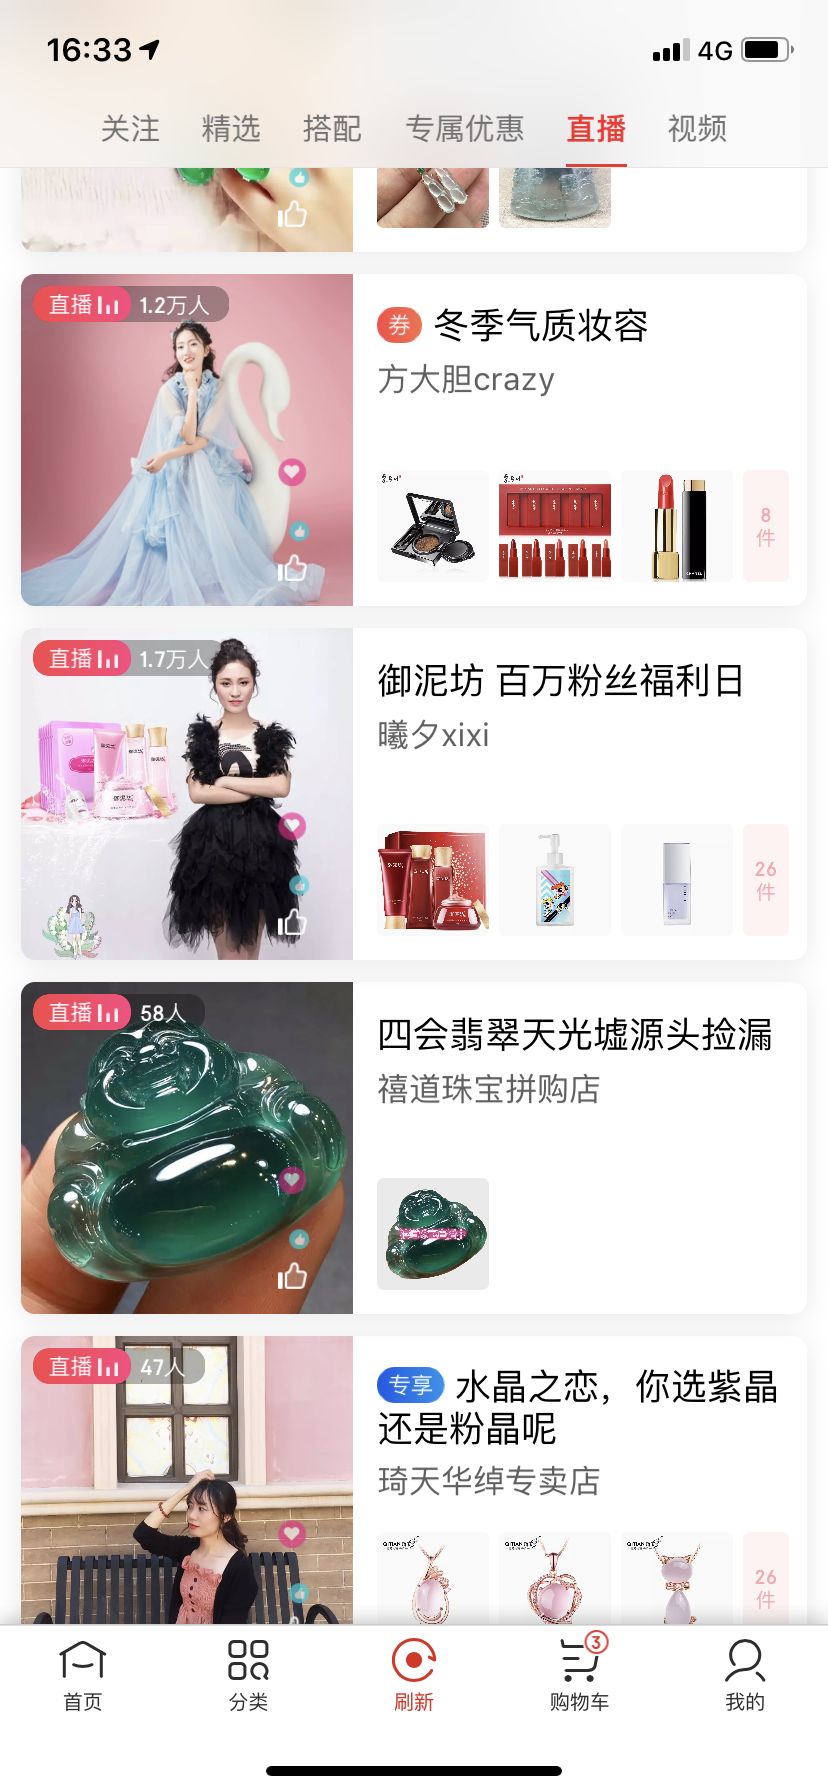 16:33
4G
关注 精选 搭配 专属优惠 直播 视频
直播 1.2万人
券 冬季气质妆容
方大胆crazy
CHANEL
8
件
直播 1.7万人
御泥坊 百万粉丝福利日
曦夕xixi
26
件
直播 58人
四会翡翠天光墟源头捡漏
禧道珠宝拼购店
直播 47人
专享 水晶之恋，你选紫晶
还是粉晶呢
琦天华绰专卖店
26
件
3
首页 分类 刷新 购物车 我的